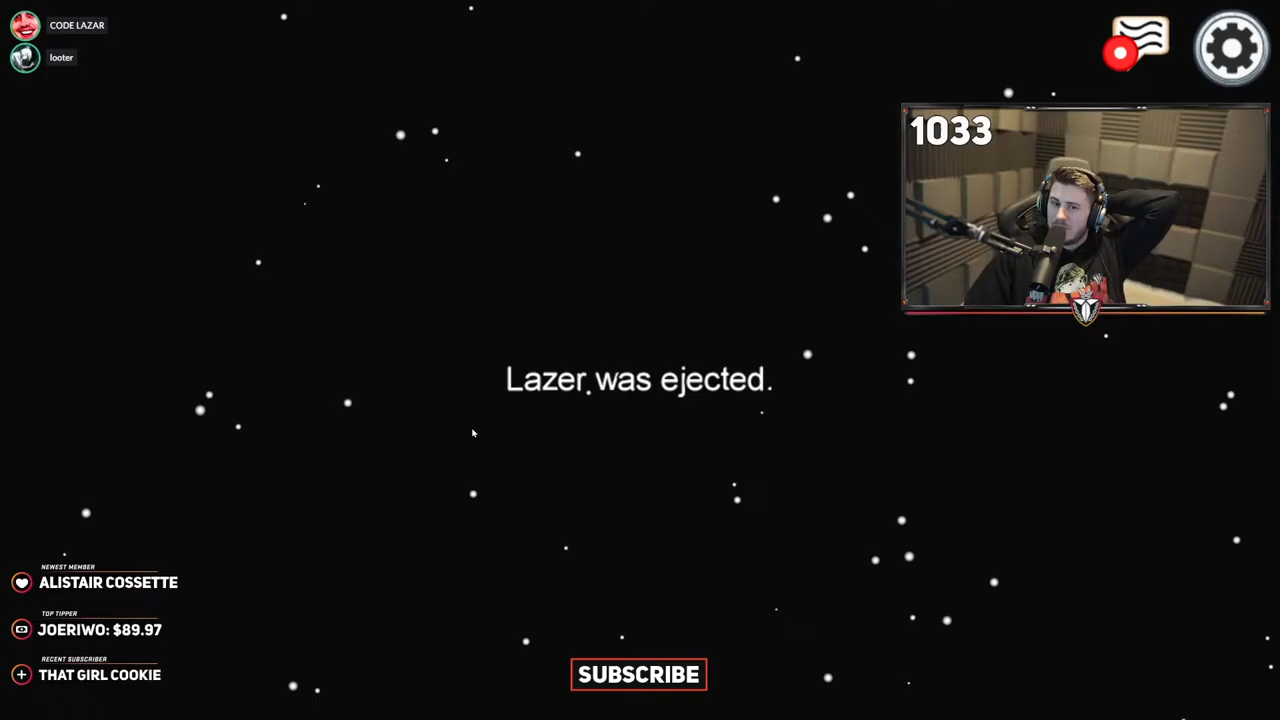 CODE LAZAR
looter
1033
Lazer was ejected.
NEWEST MEMBER
ALISTAIR COSSETTE
TOP TIPPER
JOERIWO: $89.97
RECENT SUBSCRIBER
THAT GIRL COOKIE
SUBSCRIBE